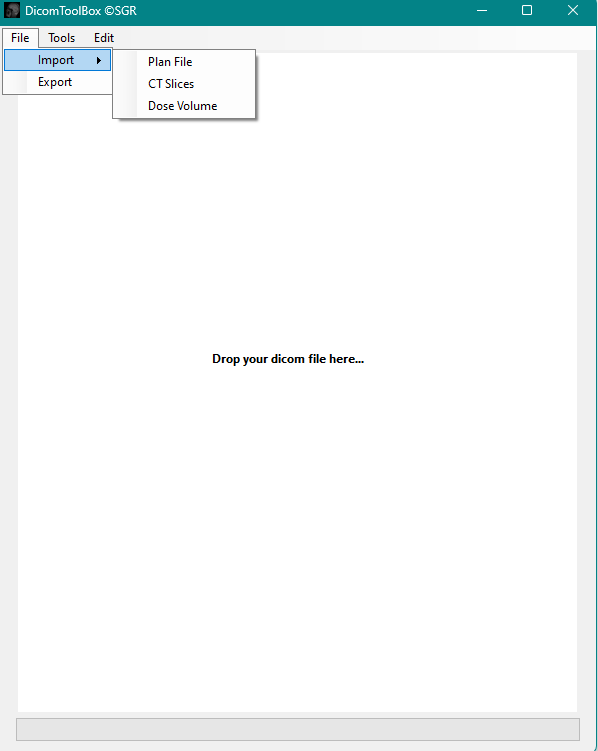 DicomToolBox ©SGR
File Tools Edit
Import
Export
Plan File
CT Slices
Dose Volume
Drop your dicom file here...